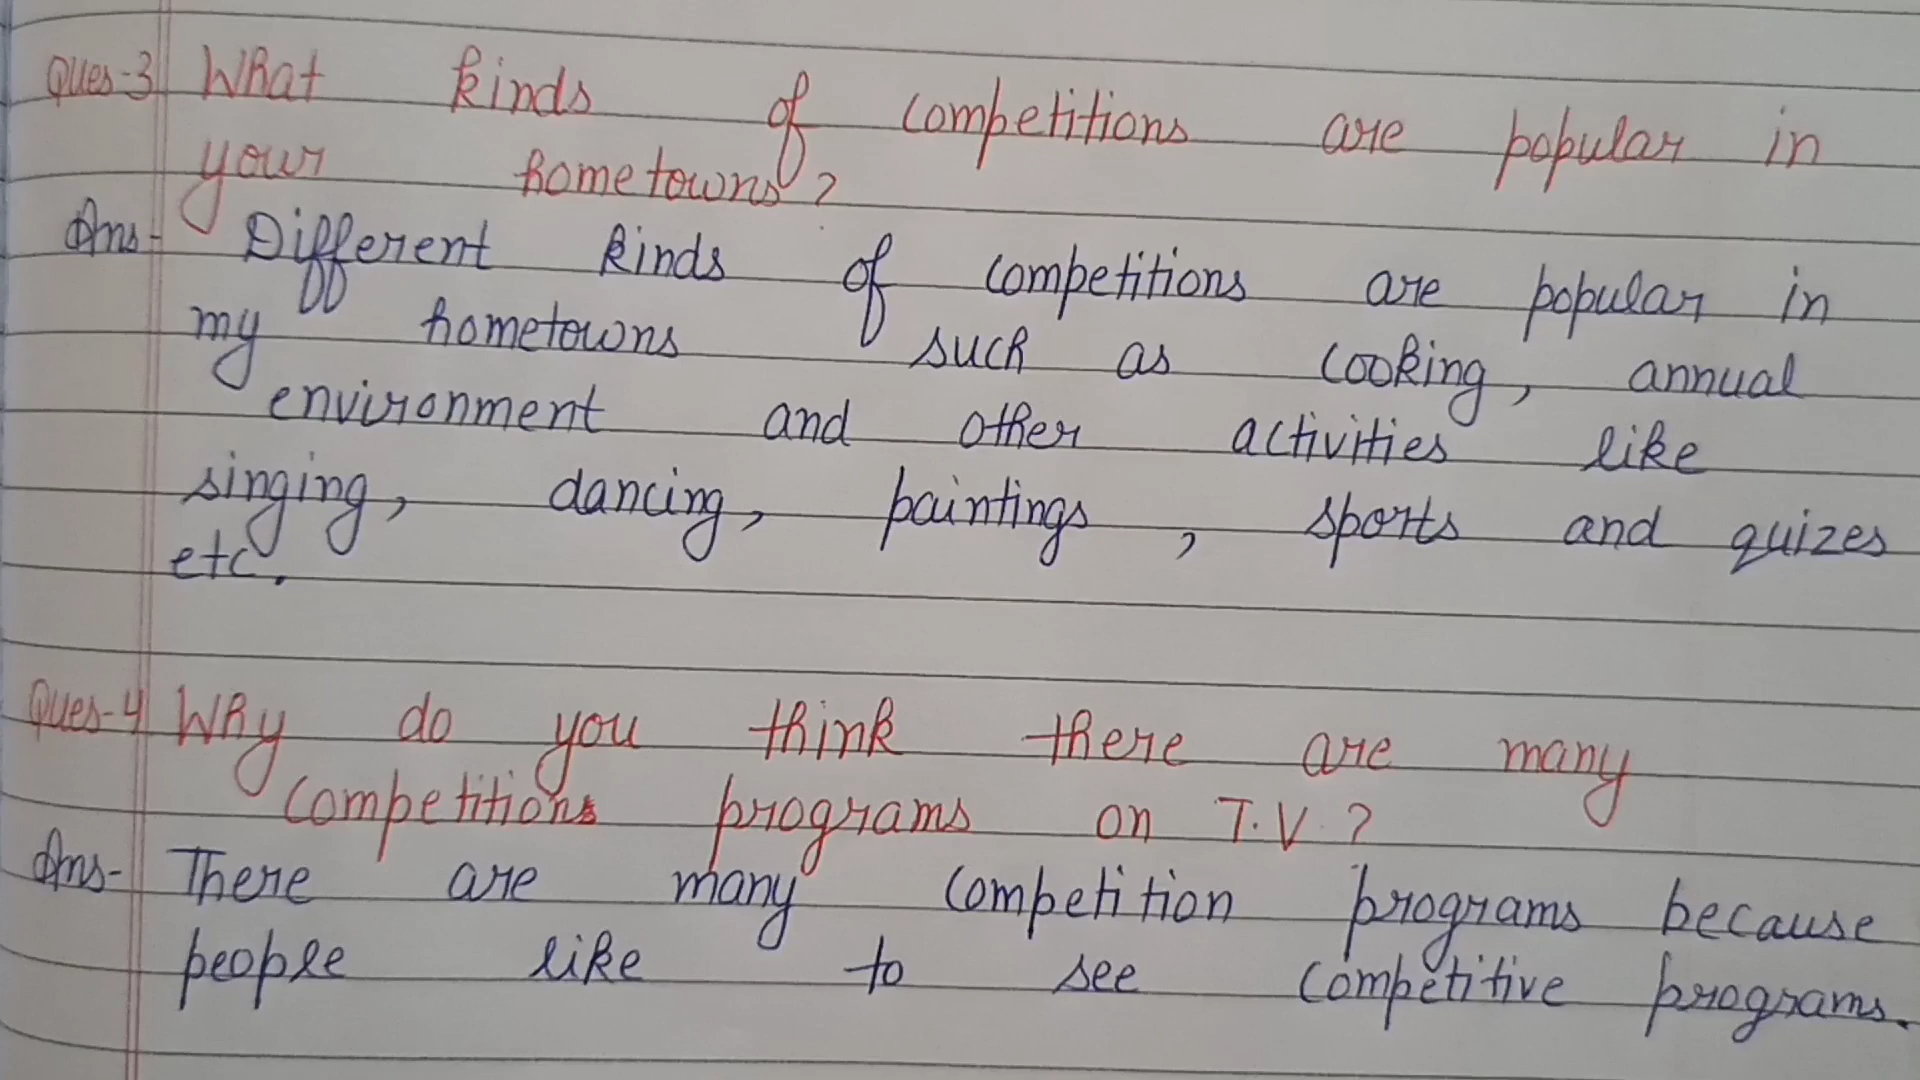 Ques-3 What kinds of competitions are popular in
your hometowns?
Ans- Different kinds of competitions are popular in
my hometowns such as cooking, annual
environment and other activities like
singing, dancing, paintings, sports and quizes
etc.
Ques-4 Why do you think there are many
competitions programs on T.V.?
Ans- There are many competition programs because
people like to see competitive programs.